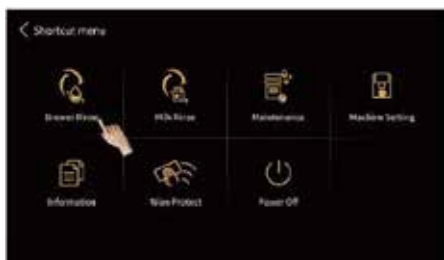 Shortcut menu
Brewer Rinse
Milk Rinse
Maintenance
Machine Setting
Information
Wipe Protect
Power Off